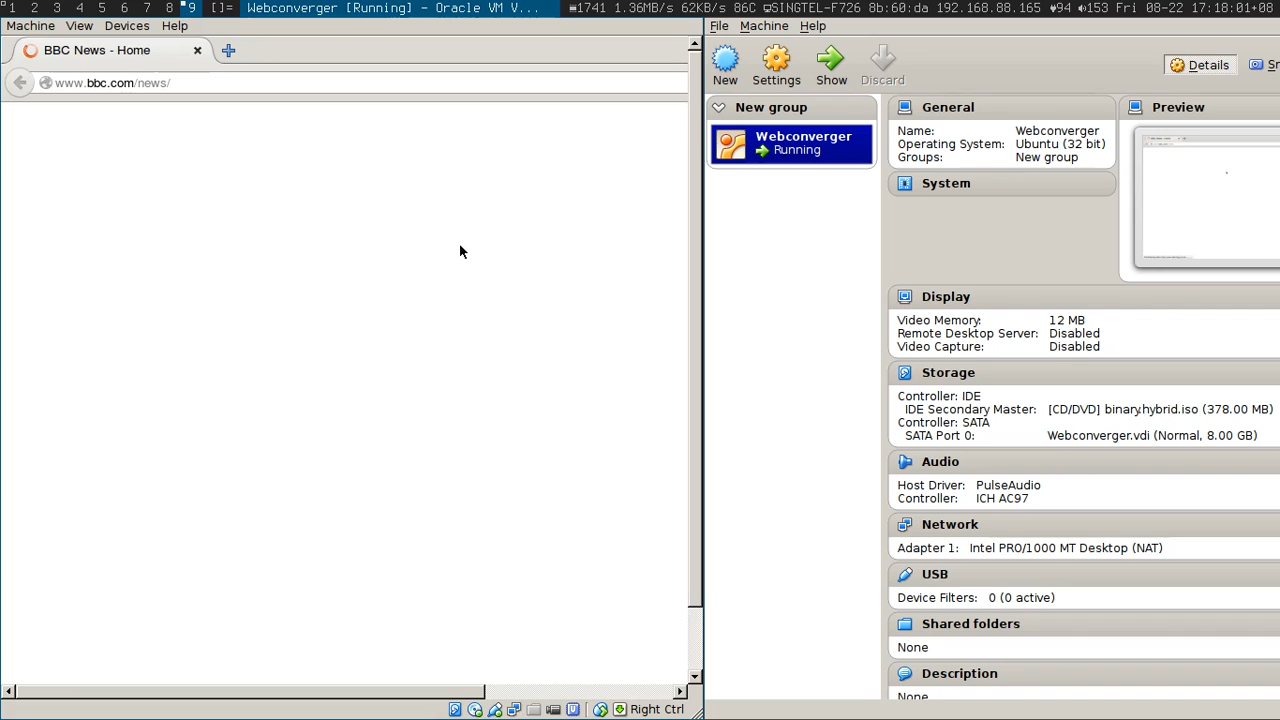 1 2 3 4 5 6 7 8 9 []= Webconverger [Running] - Oracle VM V... 1741 1.36MB/s 62KB/s 86C SINGTEL-F726 8b:60:da 192.168.88.165 ♥94 ♠153 Fri 08-22 17:18:01+08
Machine View Devices Help
BBC News - Home
www.bbc.com/news/
Right Ctrl
File Machine Help
New Settings Show Discard
Details
New group
Webconverger
Running
General
Name: Webconverger
Operating System: Ubuntu (32 bit)
Groups: New group
Preview
System
Display
Video Memory: 12 MB
Remote Desktop Server: Disabled
Video Capture: Disabled
Storage
Controller: IDE
IDE Secondary Master: [CD/DVD] binary.hybrid.iso (378.00 MB)
Controller: SATA
SATA Port 0: Webconverger.vdi (Normal, 8.00 GB)
Audio
Host Driver: PulseAudio
Controller: ICH AC97
Network
Adapter 1: Intel PRO/1000 MT Desktop (NAT)
USB
Device Filters: 0 (0 active)
Shared folders
None
Description
None